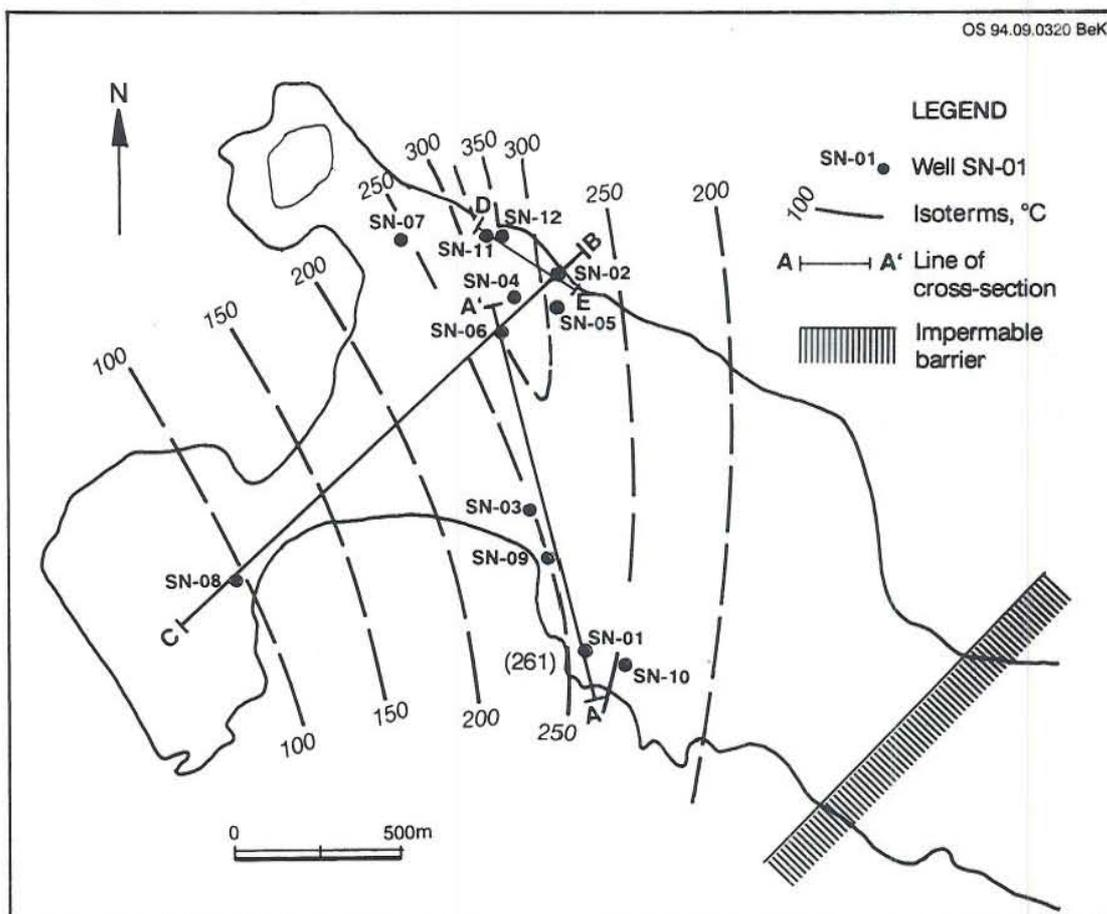 OS 94.09.0320 BeK
N
LEGEND
SN-01 Well SN-01
100 Isoterms, °C
A A' Line of
cross-section
Impermable
barrier
300
350
300
250
250
200
D
SN-12
SN-07
SN-11
B
SN-02
200
SN-04
E
A'
SN-05
150
SN-06
100
SN-03
SN-09
SN-08
C
SN-01
(261)
SN-10
A
250
200
150
100
0 500m